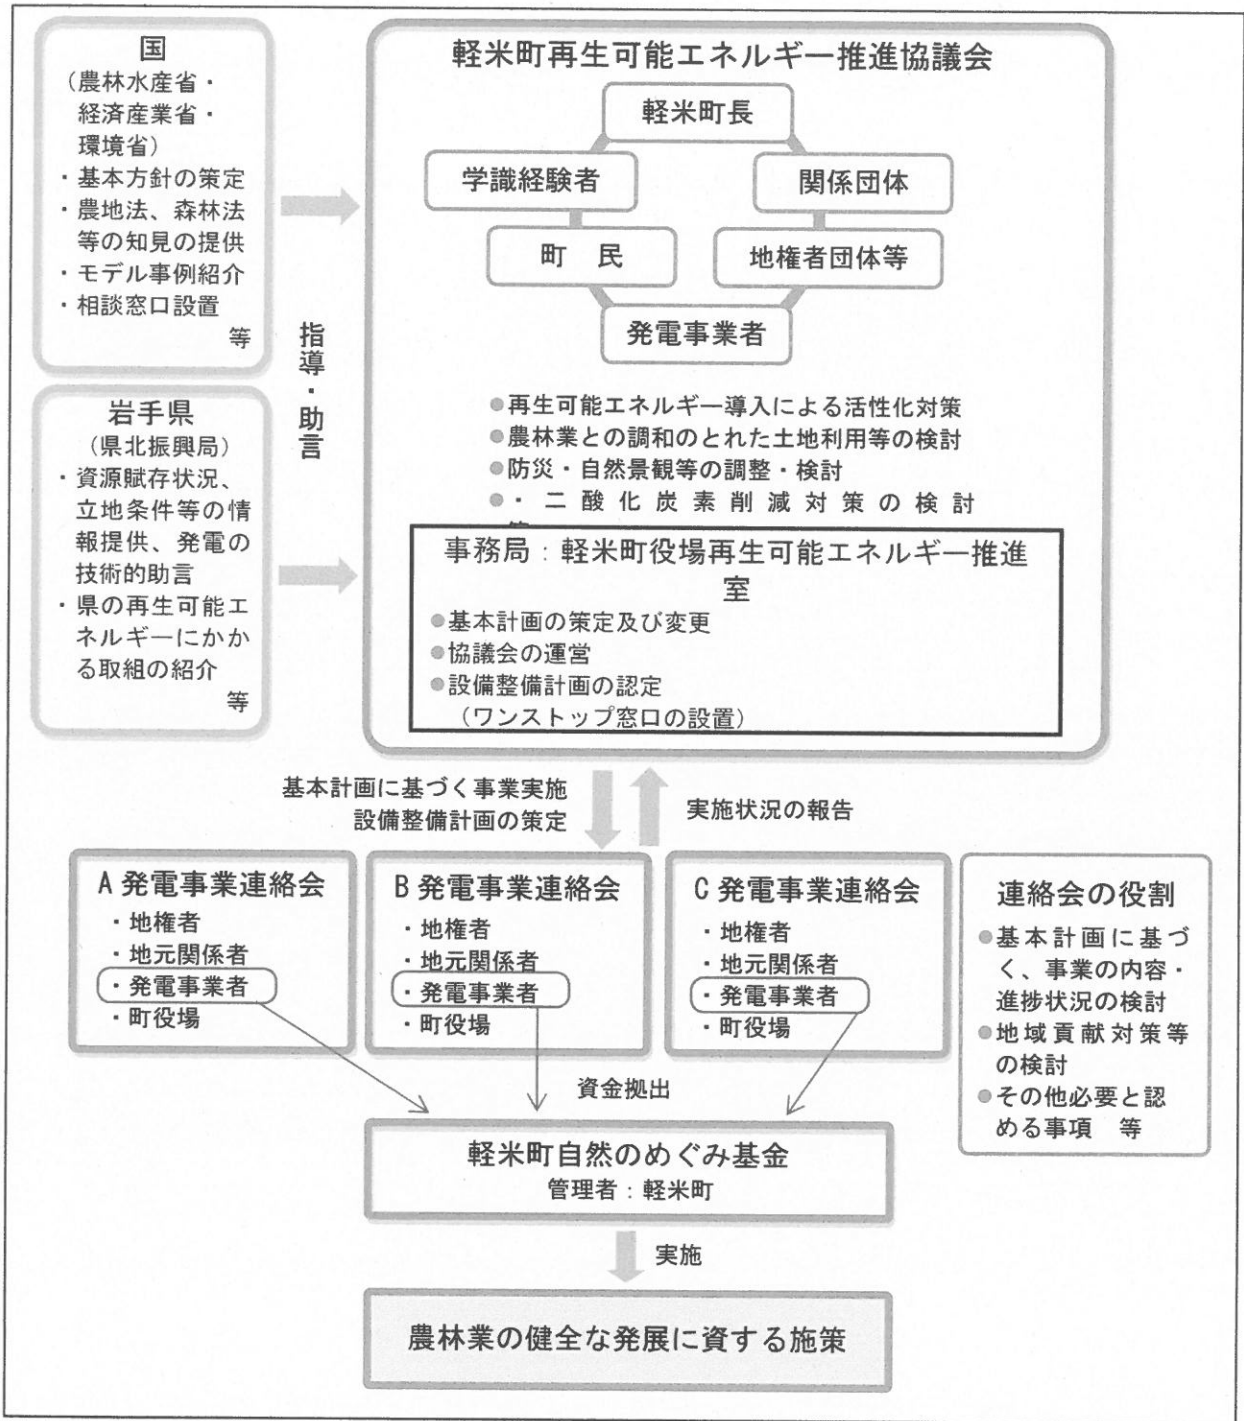 国
（農林水産省・
経済産業省・
環境省）
・基本方針の策定
・農地法、森林法
等の知見の提供
・モデル事例紹介
・相談窓口設置
等
岩手県
（県北振興局）
・資源賦存状況、
立地条件等の情
報提供、発電の
技術的助言
・県の再生可能エ
ネルギーにかか
る取組の紹介
等
指導・助言
軽米町再生可能エネルギー推進協議会
軽米町長
学識経験者
関係団体
町　民
地権者団体等
発電事業者
●再生可能エネルギー導入による活性化対策
●農林業との調和のとれた土地利用等の検討
●防災・自然景観等の調整・検討
●・二酸化炭素削減対策の検討
事務局：軽米町役場再生可能エネルギー推進
室
●基本計画の策定及び変更
●協議会の運営
●設備整備計画の認定
（ワンストップ窓口の設置）
基本計画に基づく事業実施
設備整備計画の策定
実施状況の報告
A 発電事業連絡会
・地権者
・地元関係者
・発電事業者
・町役場
B 発電事業連絡会
・地権者
・地元関係者
・発電事業者
・町役場
C 発電事業連絡会
・地権者
・地元関係者
・発電事業者
・町役場
連絡会の役割
●基本計画に基づ
く、事業の内容・
進捗状況の検討
●地域貢献対策等
の検討
●その他必要と認
める事項　等
資金拠出
軽米町自然のめぐみ基金
管理者：軽米町
実施
農林業の健全な発展に資する施策